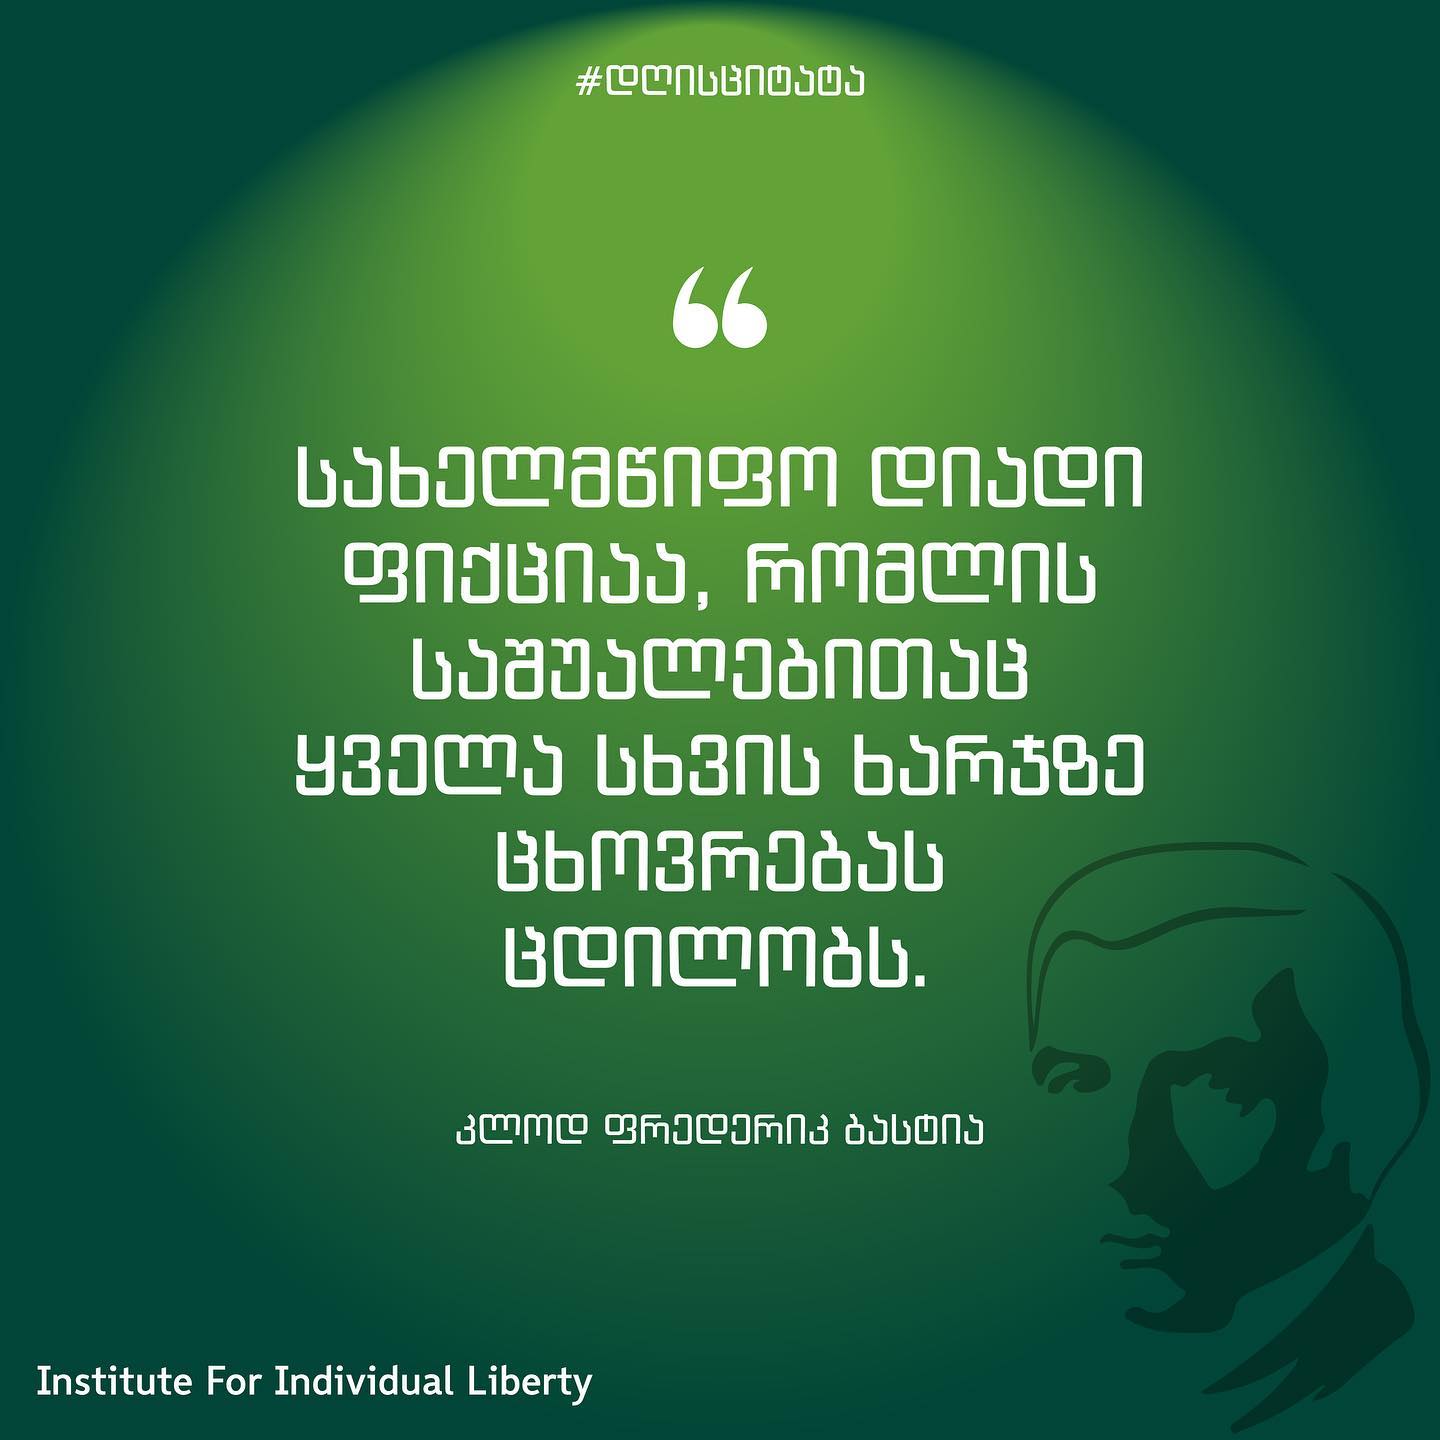 #დღისციტატა
“
სახელმწიფო დიადი
ფიქციაა, რომლის
საშუალებითაც
ყველა სხვის ხარჯზე
ცხოვრებას
ცდილობს.
კლოდ ფრედერიკ ბასტია
Institute For Individual Liberty